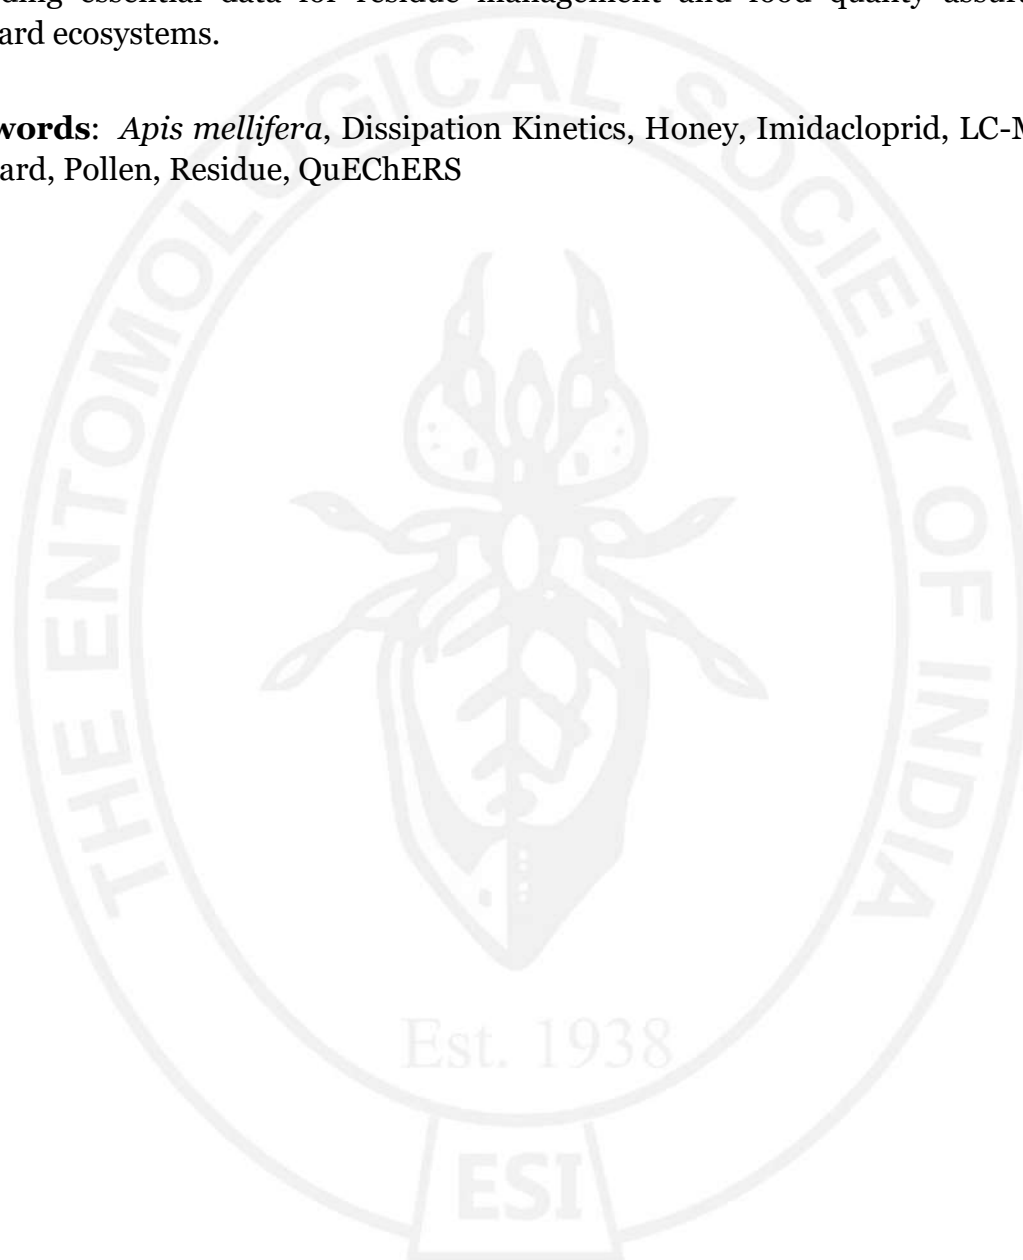 ding essential data for residue management and food quality assur
ard ecosystems.
words: Apis mellifera, Dissipation Kinetics, Honey, Imidacloprid, LC-M
ard, Pollen, Residue, QuEChERS
THE ENTOMOLOGICAL SOCIETY OF INDIA
Est. 1938
ESI